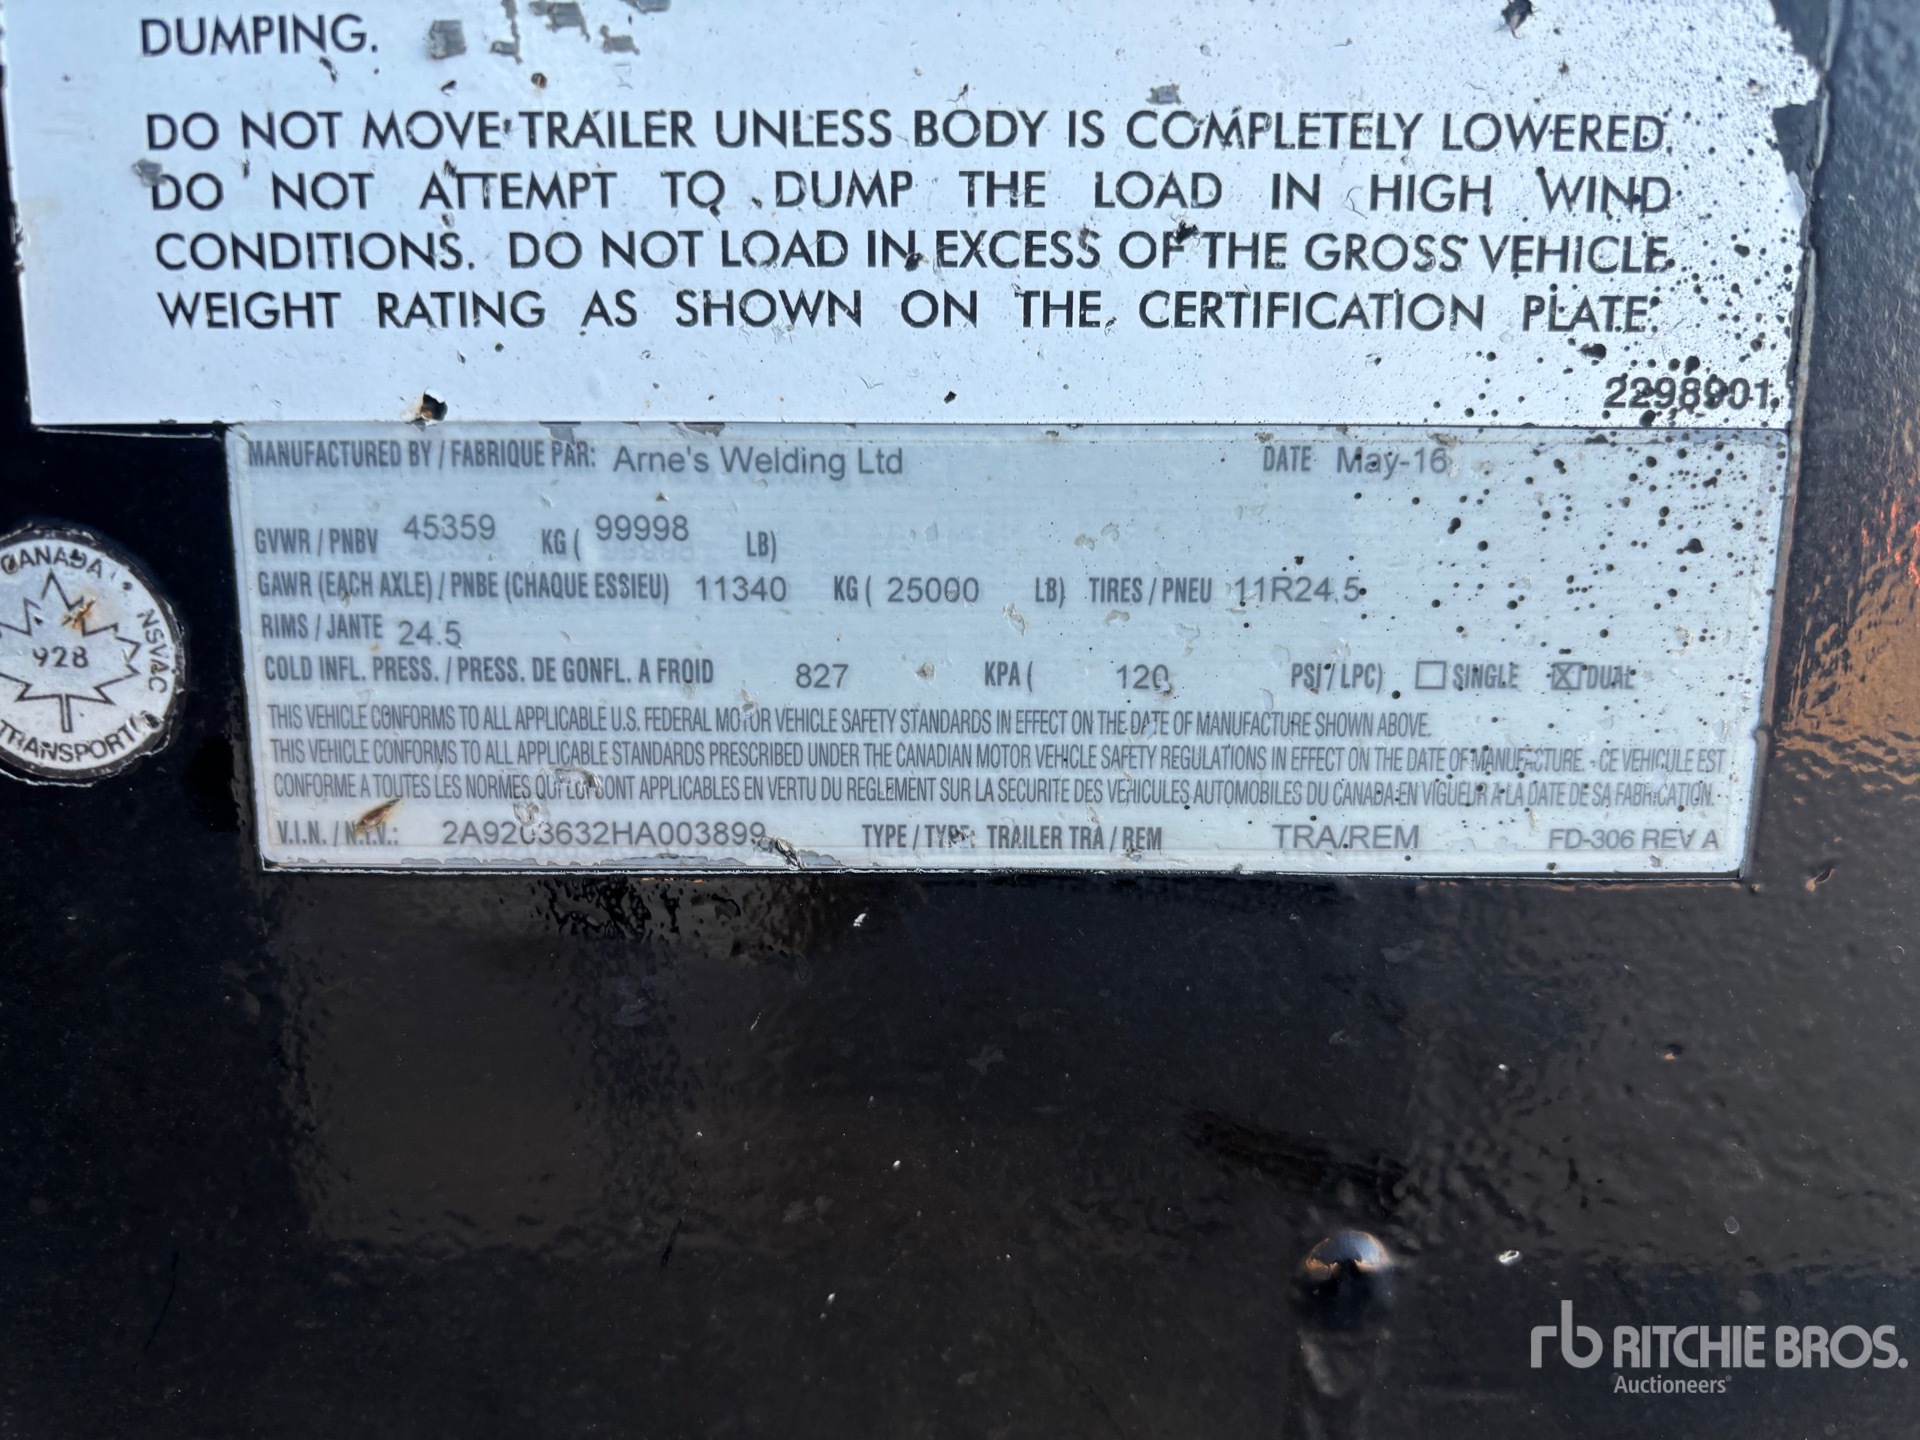 DUMPING.
DO NOT MOVE TRAILER UNLESS BODY IS COMPLETELY LOWERED.
DO NOT ATTEMPT TO DUMP THE LOAD IN HIGH WIND
CONDITIONS. DO NOT LOAD IN EXCESS OF THE GROSS VEHICLE
WEIGHT RATING AS SHOWN ON THE CERTIFICATION PLATE.
2298901
MANUFACTURED BY / FABRIQUE PAR: Arne's Welding Ltd DATE May-16
GVWR / PNBV 45359 KG ( 99998 LB)
GAWR (EACH AXLE) / PNBE (CHAQUE ESSIEU) 11340 KG ( 25000 LB) TIRES / PNEU 11R24.5
RIMS / JANTE 24.5
COLD INFL. PRESS. / PRESS. DE GONFL. A FROID 827 KPA ( 120 PSI / LPC) SINGLE DUAL
THIS VEHICLE CONFORMS TO ALL APPLICABLE U.S. FEDERAL MOTOR VEHICLE SAFETY STANDARDS IN EFFECT ON THE DATE OF MANUFACTURE SHOWN ABOVE.
THIS VEHICLE CONFORMS TO ALL APPLICABLE STANDARDS PRESCRIBED UNDER THE CANADIAN MOTOR VEHICLE SAFETY REGULATIONS IN EFFECT ON THE DATE OF MANUFACTURE. - CE VEHICULE EST
CONFORME A TOUTES LES NORMES QUI LUI SONT APPLICABLES EN VERTU DU REGLEMENT SUR LA SECURITE DES VEHICULES AUTOMOBILES DU CANADA EN VIGUEUR A LA DATE DE SA FABRICATION.
V.I.N. / N.I.V.: 2A92C3632HA003899 TYPE / TYPE: TRAILER TRA / REM TRA/REM FD-306 REV A
CANADA
928
NSVAC
TRANSPORT
rb RITCHIE BROS.
Auctioneers